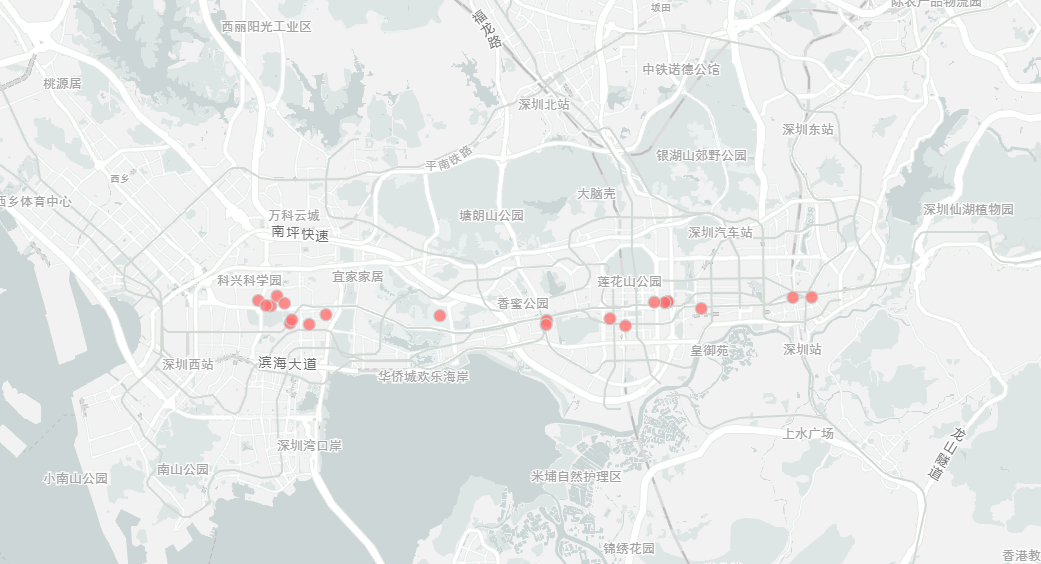 陈农产品物流园
坂田
福龙路
西丽阳光工业区
中铁诺德公馆
桃源居
深圳北站
深圳东站
平南铁路
银湖山郊野公园
西乡
大脑壳
西乡体育中心
万科云城
塘朗山公园
深圳仙湖植物园
南坪快速
深圳汽车站
科兴科学园
宜家家居
莲花山公园
香蜜公园
皇御苑
深圳站
深圳西站
滨海大道
华侨城欢乐海岸
上水广场
深圳湾口岸
龙山隧道
南山公园
小南山公园
米埔自然护理区
锦绣花园
香港教